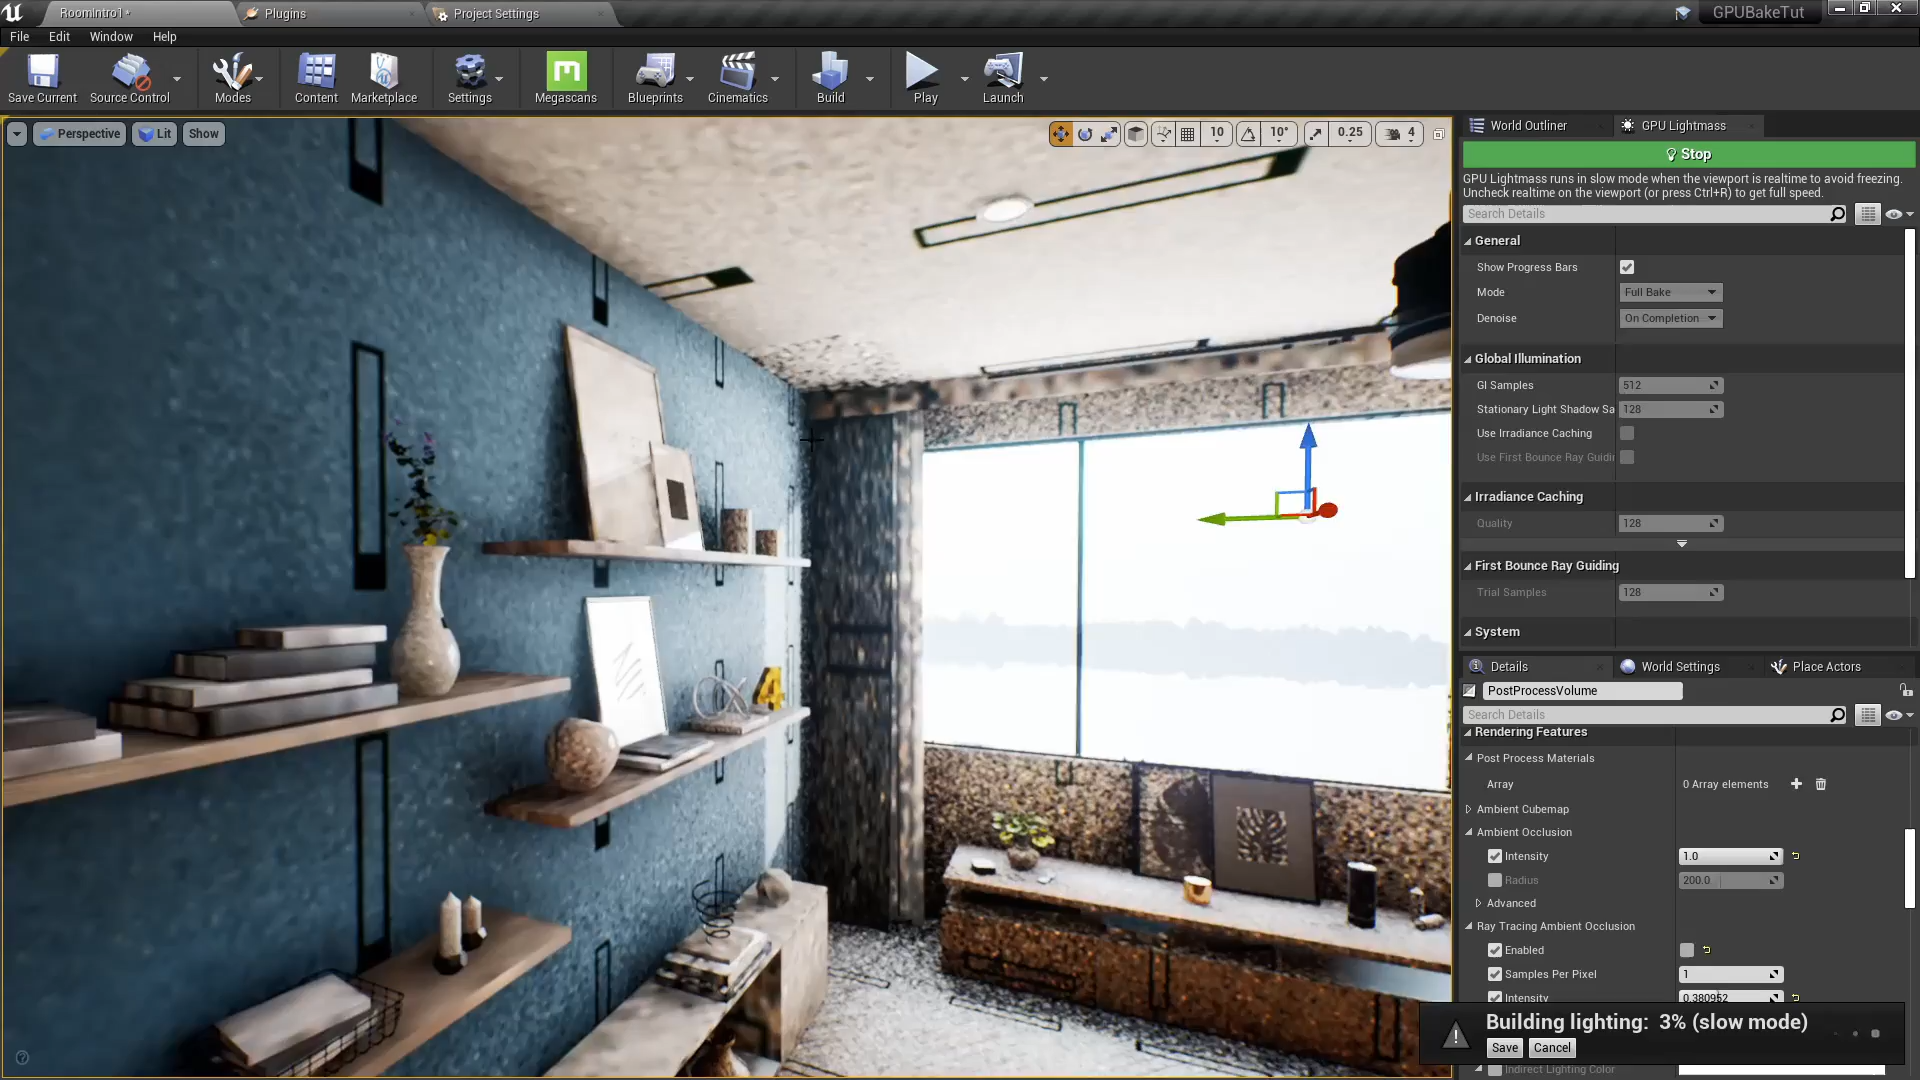 RoomIntro1*
Plugins
Project Settings
GPUBakeTut
File Edit Window Help
Save Current
Source Control
Modes
Content
Marketplace
Settings
Megascans
Blueprints
Cinematics
Build
Play
Launch
Perspective Lit Show
10 10° 0.25 4
World Outliner
GPU Lightmass
Stop
GPU Lightmass runs in slow mode when the viewport is realtime to avoid freezing.
Uncheck realtime on the viewport (or press Ctrl+R) to get full speed.
Search Details
General
Show Progress Bars
Mode Full Bake
Denoise On Completion
Global Illumination
GI Samples 512
Stationary Light Shadow Sa 128
Use Irradiance Caching
Use First Bounce Ray Guidi
Irradiance Caching
Quality 128
First Bounce Ray Guiding
Trial Samples 128
System
Details
World Settings
Place Actors
PostProcessVolume
Search Details
Rendering Features
Post Process Materials
Array 0 Array elements
Ambient Cubemap
Ambient Occlusion
Intensity 1.0
Radius 200.0
Advanced
Ray Tracing Ambient Occlusion
Enabled
Samples Per Pixel 1
Intensity 0.380952
Building lighting: 3% (slow mode)
Save Cancel
Indirect Lighting Color